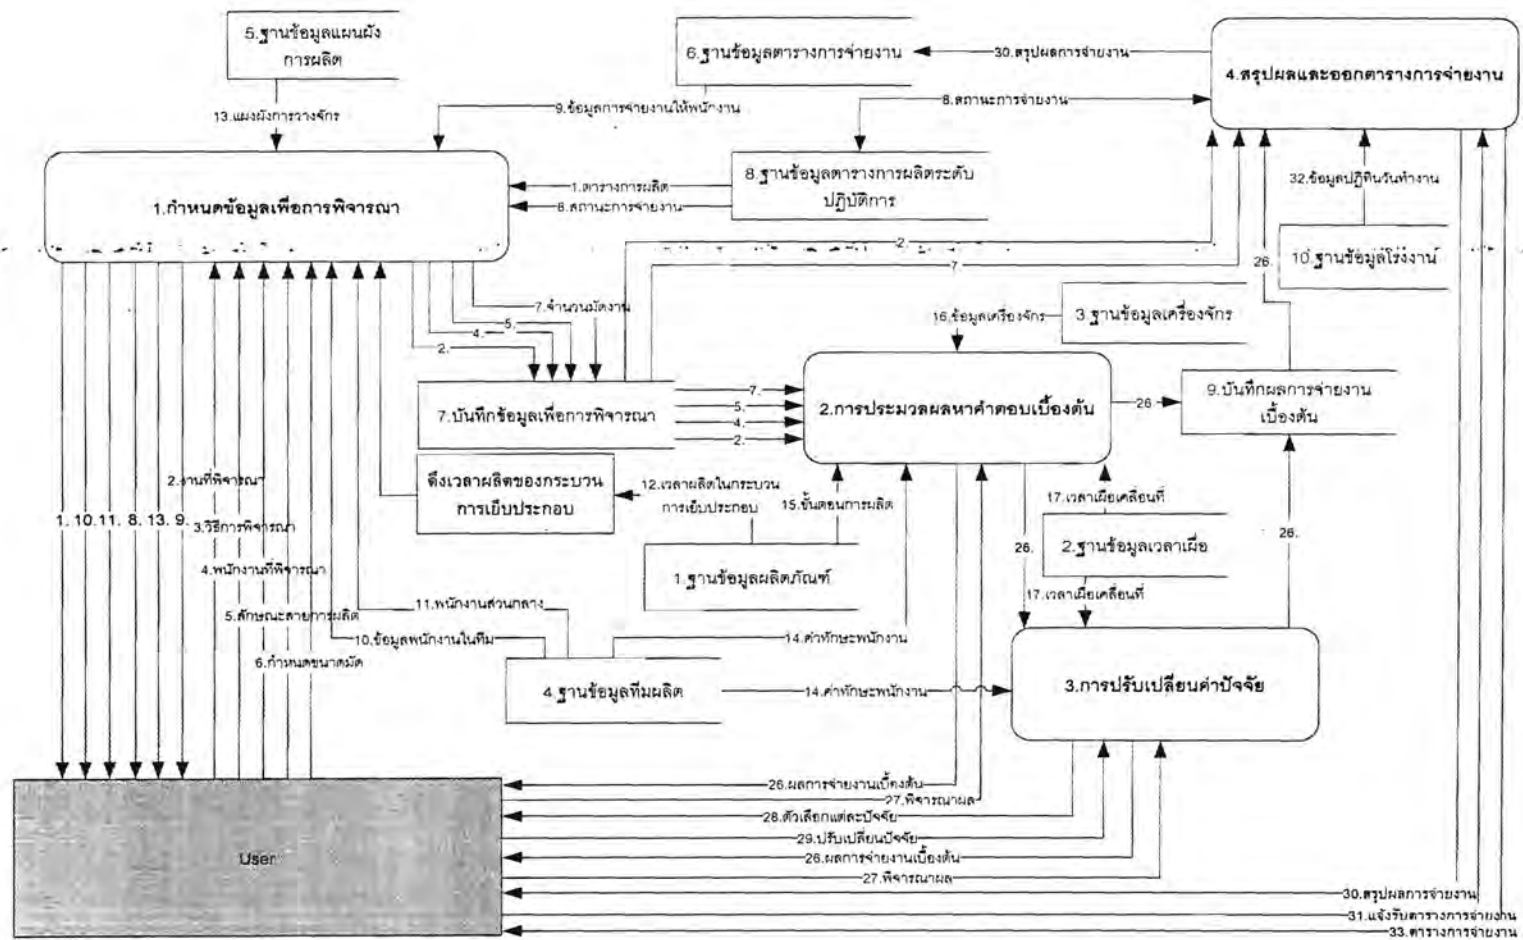 5.ฐานข้อมูลแผนผัง
การผลิต
6.ฐานข้อมูลตารางการจ่ายงาน
30.สรุปผลการจ่ายงาน
4.สรุปผลและออกตารางการจ่ายงาน
13.แผงผังการวางจักร
9.ข้อมูลการจ่ายงานให้พนักงาน
8.สถานะการจ่ายงาน
1.กำหนดข้อมูลเพื่อการพิจารณา
1.ตารางการผลิต
8.สถานะการจ่ายงาน
8.ฐานข้อมูลตารางการผลิตระดับ
ปฏิบัติการ
32.ข้อมูลปฏิทินวันทำงาน
10.ฐานข้อมูลโรงงาน
2.
7.
26.
7.จำนวนมัดงาน
5.
4.
2.
16.ข้อมูลเครื่องจักร
3.ฐานข้อมูลเครื่องจักร
7.บันทึกข้อมูลเพื่อการพิจารณา
7.
5.
4.
2.
2.การประมวลผลหาคำตอบเบื้องต้น
26
9.บันทึกผลการจ่ายงาน
เบื้องต้น
ดึงเวลาผลิตของกระบวน
การเย็บประกอบ
12.เวลาผลิตในกระบวน
การเย็บประกอบ
15.ขั้นตอนการผลิต
17.เวลาเผื่อเคลื่อนที่
1. 10. 11. 8. 13. 9.
2.งานที่พิจารณา
3.วิธีการพิจารณา
4.พนักงานที่พิจารณา
5.ลักษณะสายการผลิต
6.กำหนดขนาดมัด
1.ฐานข้อมูลผลิตภัณฑ์
26.
2.ฐานข้อมูลเวลาเผื่อ
26.
17.เวลาเผื่อเคลื่อนที่
11.พนักงานส่วนกลาง
10.ข้อมูลพนักงานในทีม
14.ค่าทักษะพนักงาน
4.ฐานข้อมูลทีมผลิต
14.ค่าทักษะพนักงาน
3.การปรับเปลี่ยนค่าปัจจัย
User
26.ผลการจ่ายงานเบื้องต้น
27.พิจารณาผล
28.ตัวเลือกแต่ละปัจจัย
29.ปรับเปลี่ยนปัจจัย
26.ผลการจ่ายงานเบื้องต้น
27.พิจารณาผล
30.สรุปผลการจ่ายงาน
31.แจ้งรับตารางการจ่ายงาน
33.ตารางการจ่ายงาน